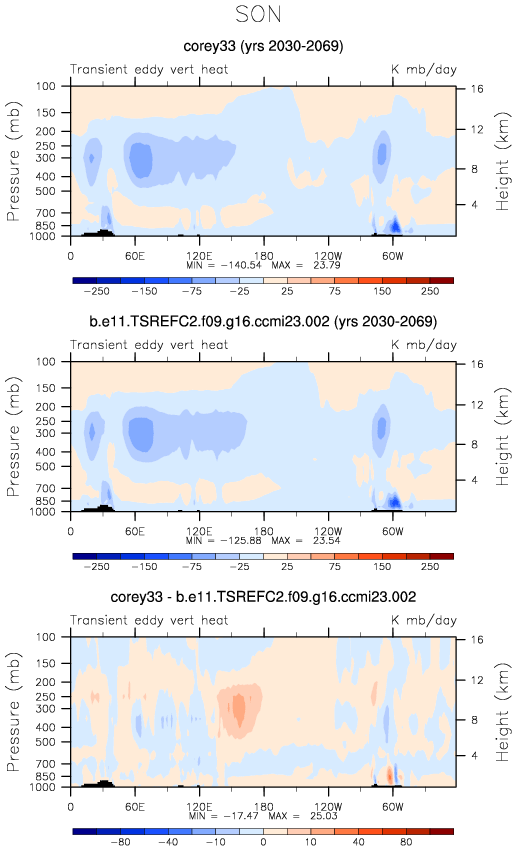 SON
corey33 (yrs 2030-2069)
Transient eddy vert heat K mb/day
Pressure (mb)
Height (km)
100
150
200
250
300
400
500
700
850
1000
16
12
8
4
0 60E 120E 180 120W 60W
MIN = -140.54 MAX = 23.79
-250 -150 -75 -25 25 75 150 250
b.e11.TSREFC2.f09.g16.ccmi23.002 (yrs 2030-2069)
Transient eddy vert heat K mb/day
Pressure (mb)
Height (km)
100
150
200
250
300
400
500
700
850
1000
16
12
8
4
0 60E 120E 180 120W 60W
MIN = -125.88 MAX = 23.54
-250 -150 -75 -25 25 75 150 250
corey33 - b.e11.TSREFC2.f09.g16.ccmi23.002
Transient eddy vert heat K mb/day
Pressure (mb)
Height (km)
100
150
200
250
300
400
500
700
850
1000
16
12
8
4
0 60E 120E 180 120W 60W
MIN = -17.47 MAX = 25.03
-80 -40 -10 0 10 40 80